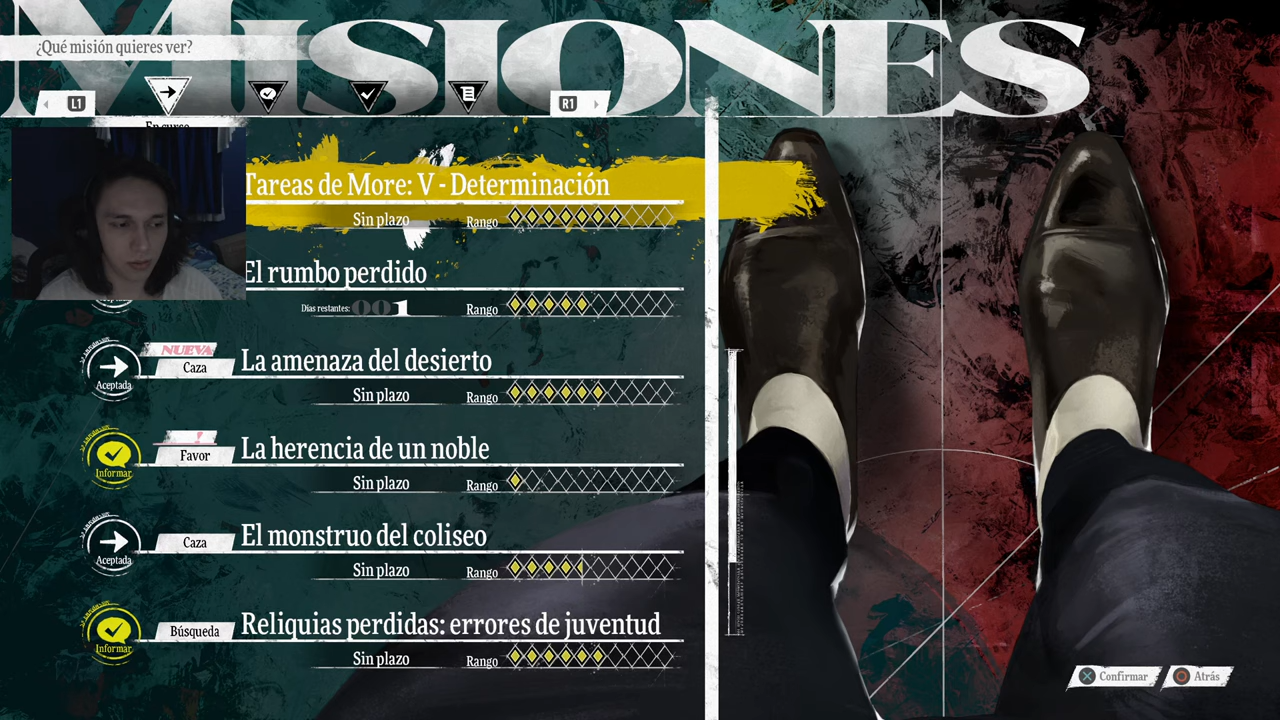 MISIONES
¿Qué misión quieres ver?
L1
R1
En curso
Tareas de More: V - Determinación
Sin plazo
Rango
El rumbo perdido
Días restantes: 001
Rango
NUEVA
Caza
La amenaza del desierto
Aceptada
Sin plazo
Rango
!
Favor
La herencia de un noble
Informar
Sin plazo
Rango
Caza
El monstruo del coliseo
Aceptada
Sin plazo
Rango
Búsqueda
Reliquias perdidas: errores de juventud
Informar
Sin plazo
Rango
Confirmar
Atrás